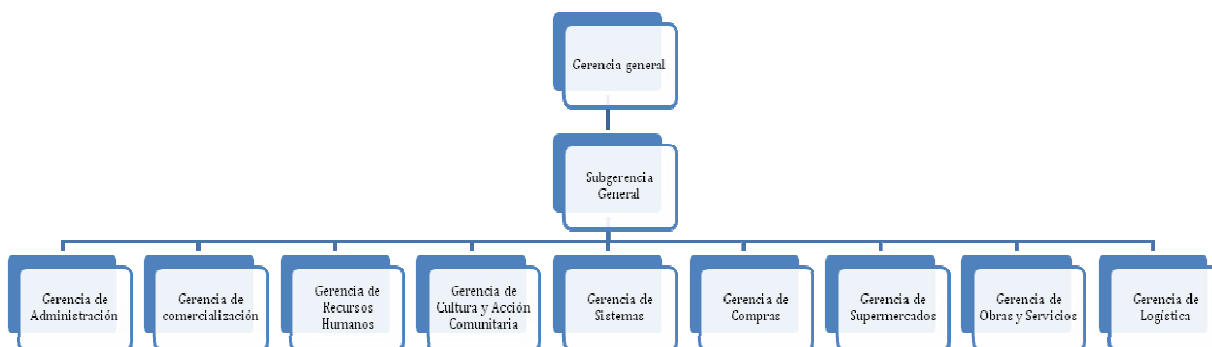 Gerencia general
Subgerencia
General
Gerencia de
Administración
Gerencia de
comercialización
Gerencia de
Recursos
Humanos
Gerencia de
Cultura y Acción
Comunitaria
Gerencia de
Sistemas
Gerencia de
Compras
Gerencia de
Supermercados
Gerencia de
Obras y Servicios
Gerencia de
Logística